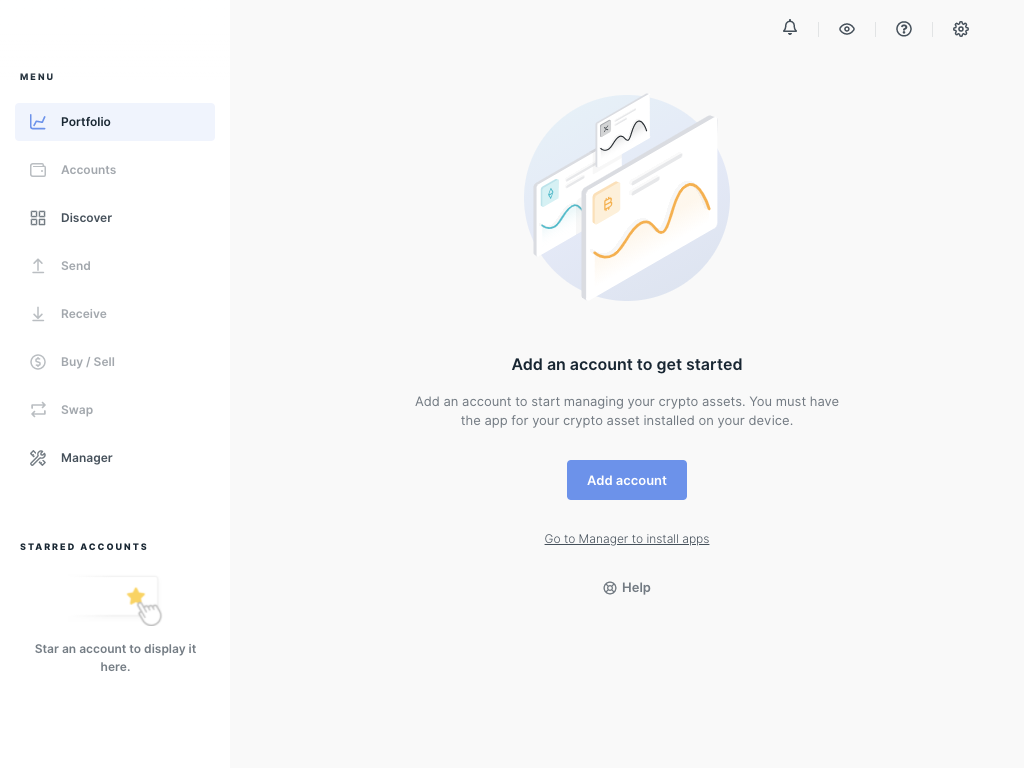 MENU
Portfolio
Accounts
Discover
Send
Receive
Buy / Sell
Swap
Manager
STARRED ACCOUNTS
Star an account to display it
here.
Add an account to get started
Add an account to start managing your crypto assets. You must have
the app for your crypto asset installed on your device.
Add account
Go to Manager to install apps
Help